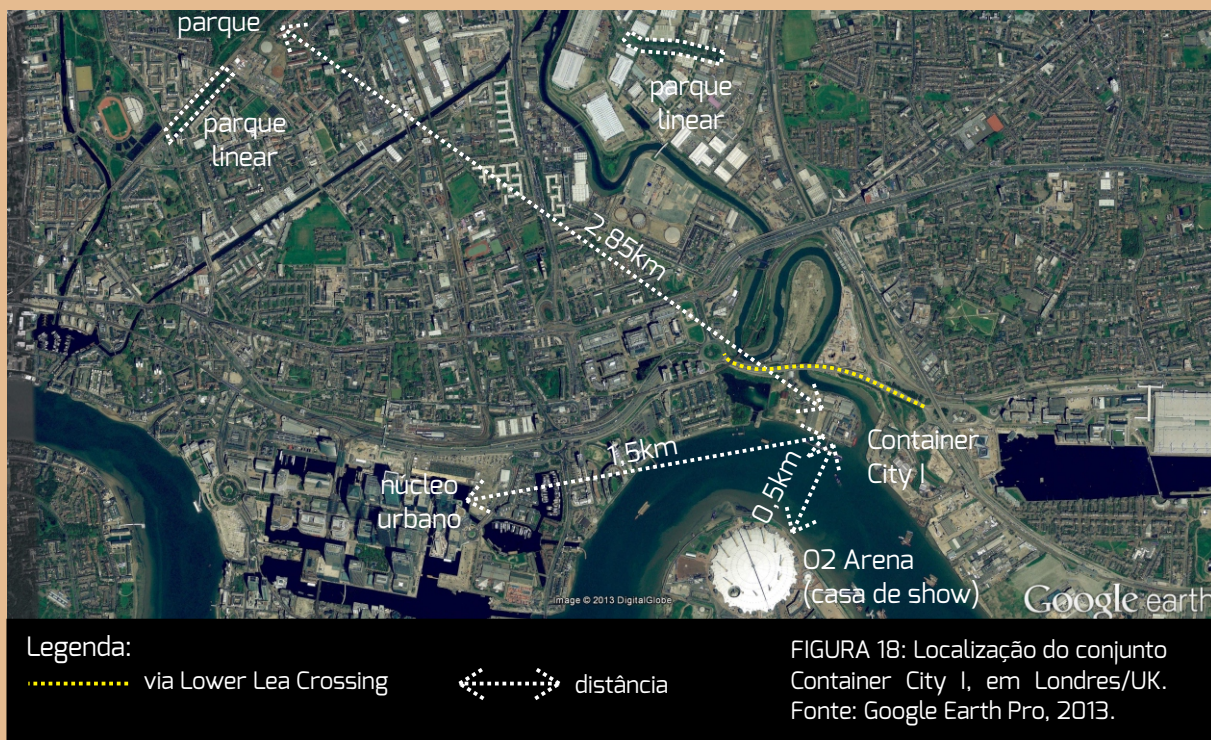 parque
parque
linear
parque
linear
2,85km
1,5km
0,5km
Container
City I
núcleo
urbano
O2 Arena
(casa de show)
Image © 2013 DigitalGlobe
Google earth
Legenda:
via Lower Lea Crossing
distância
FIGURA 18: Localização do conjunto
Container City I, em Londres/UK.
Fonte: Google Earth Pro, 2013.